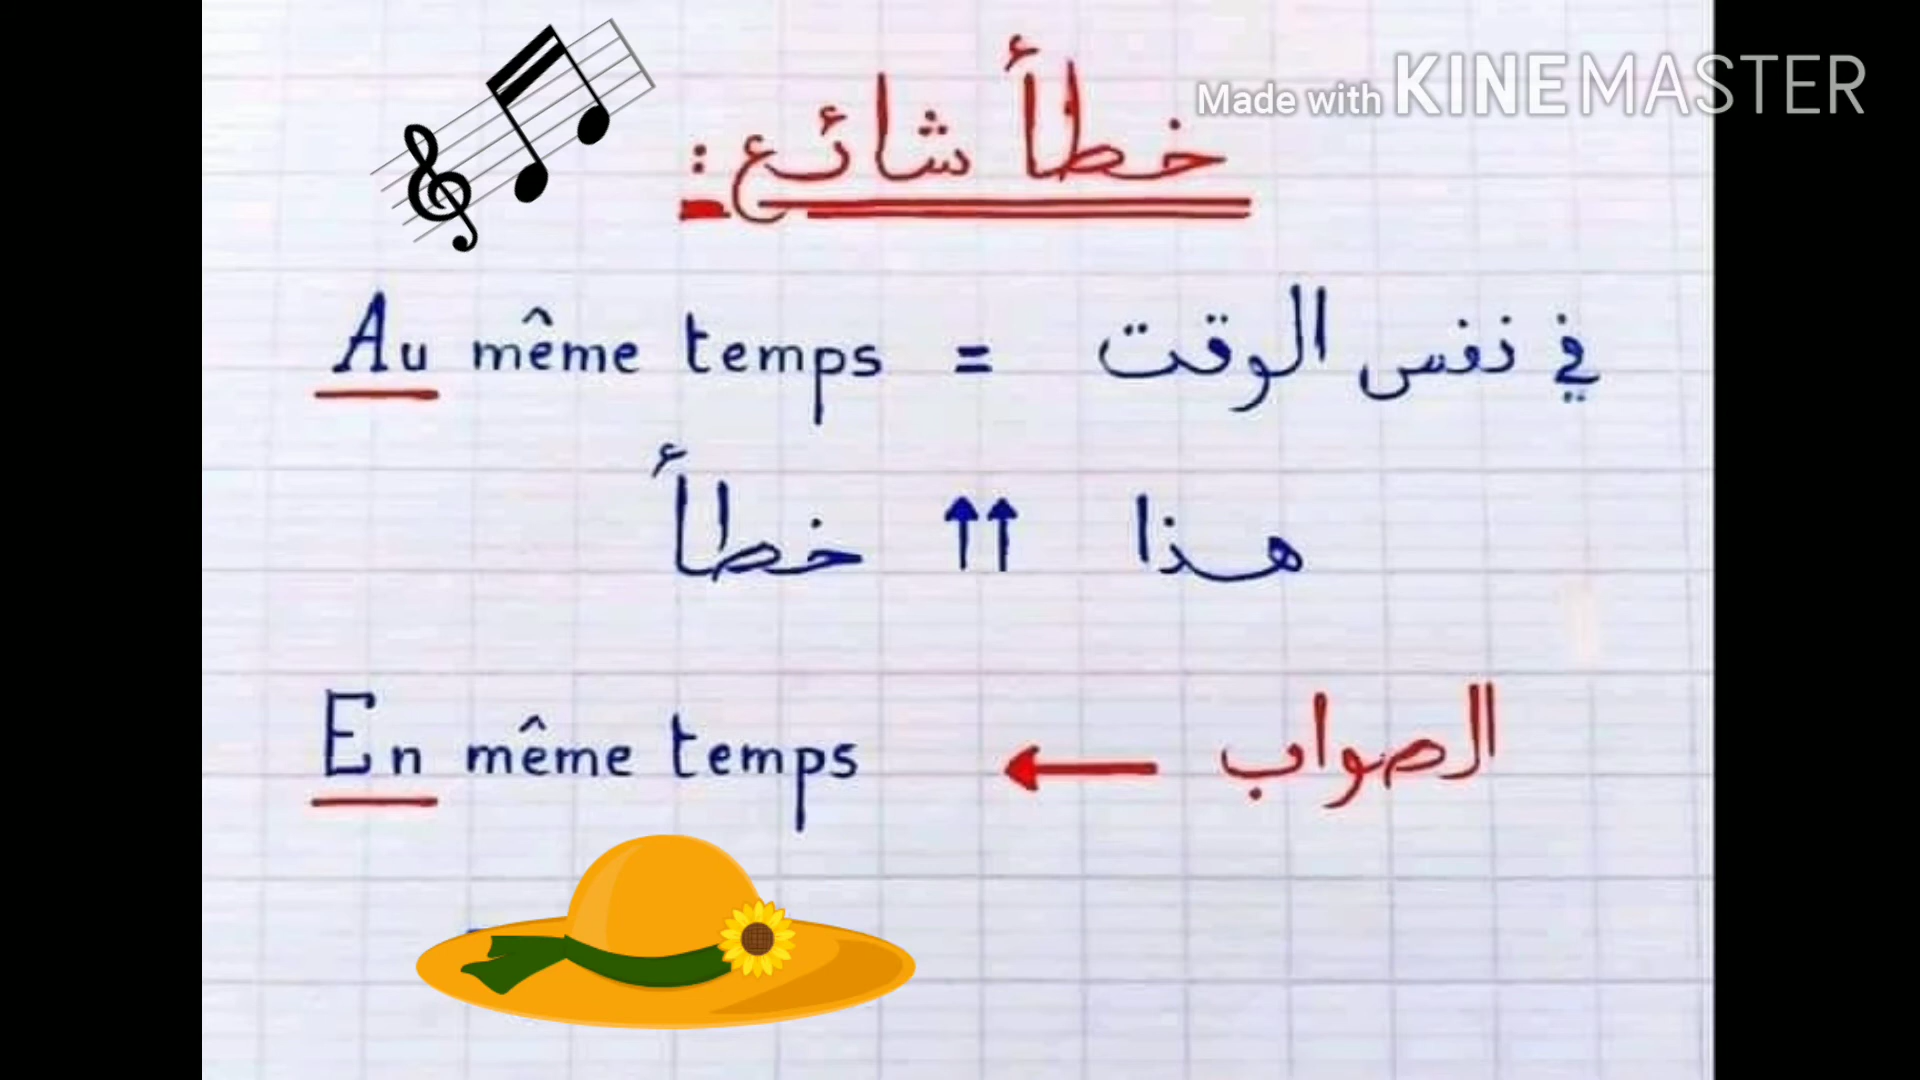 Made with KINEMASTER
خطأ شائع :
Au même temps = في نفس الوقت
هذا ↑↑ خطأ
En même temps ← الصواب